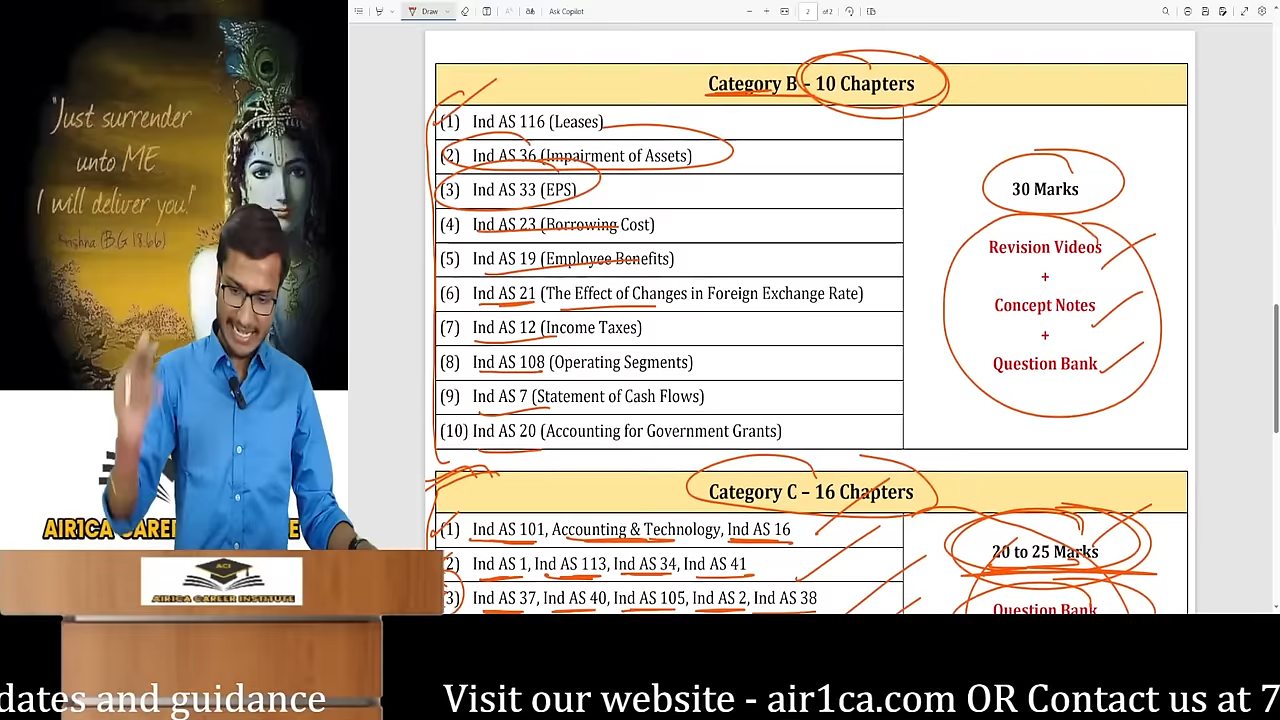 Draw
Ask Copilot
2
of 2
"Just surrender
unto ME
I will deliver you!"
Krishna (B.G 18:66)
Category B – 10 Chapters
(1) Ind AS 116 (Leases)
(2) Ind AS 36 (Impairment of Assets)
(3) Ind AS 33 (EPS)
(4) Ind AS 23 (Borrowing Cost)
(5) Ind AS 19 (Employee Benefits)
(6) Ind AS 21 (The Effect of Changes in Foreign Exchange Rate)
(7) Ind AS 12 (Income Taxes)
(8) Ind AS 108 (Operating Segments)
(9) Ind AS 7 (Statement of Cash Flows)
(10) Ind AS 20 (Accounting for Government Grants)
30 Marks
Revision Videos
+
Concept Notes
+
Question Bank
Category C – 16 Chapters
(1) Ind AS 101, Accounting & Technology, Ind AS 16
2) Ind AS 1, Ind AS 113, Ind AS 34, Ind AS 41
3) Ind AS 37, Ind AS 40, Ind AS 105, Ind AS 2, Ind AS 38
20 to 25 Marks
Question Bank
AIR1CA CAREE
E
ACI
AIR1CA CAREER INSTITUTE
dates and guidance Visit our website - air1ca.com OR Contact us at 7